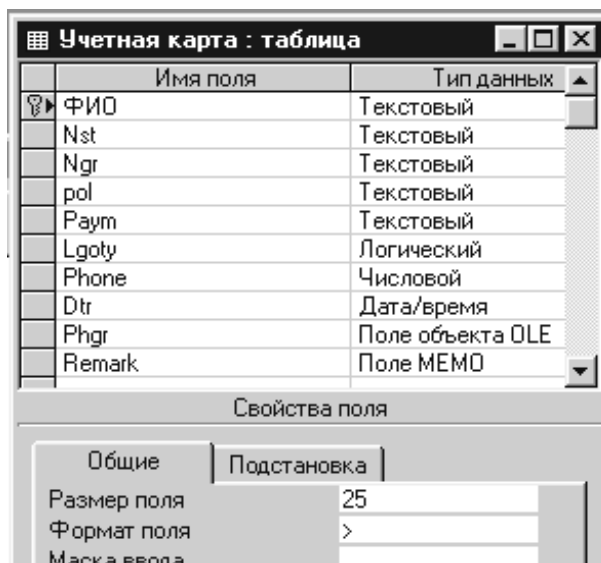 Учетная карта : таблица
Имя поля Тип данных
ФИО Текстовый
Nst Текстовый
Ngr Текстовый
pol Текстовый
Paym Текстовый
Lgoty Логический
Phone Числовой
Dtr Дата/время
Phgr Поле объекта OLE
Remark Поле MEMO
Свойства поля
Общие Подстановка
Размер поля 25
Формат поля >
Маска ввода